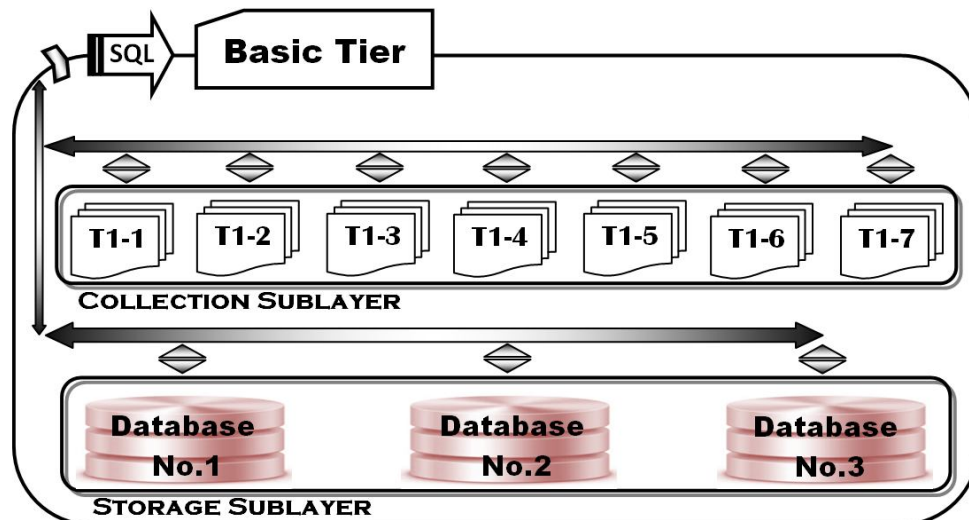 SQL
Basic Tier
T1-1
T1-2
T1-3
T1-4
T1-5
T1-6
T1-7
COLLECTION SUBLAYER
Database
No.1
Database
No.2
Database
No.3
STORAGE SUBLAYER